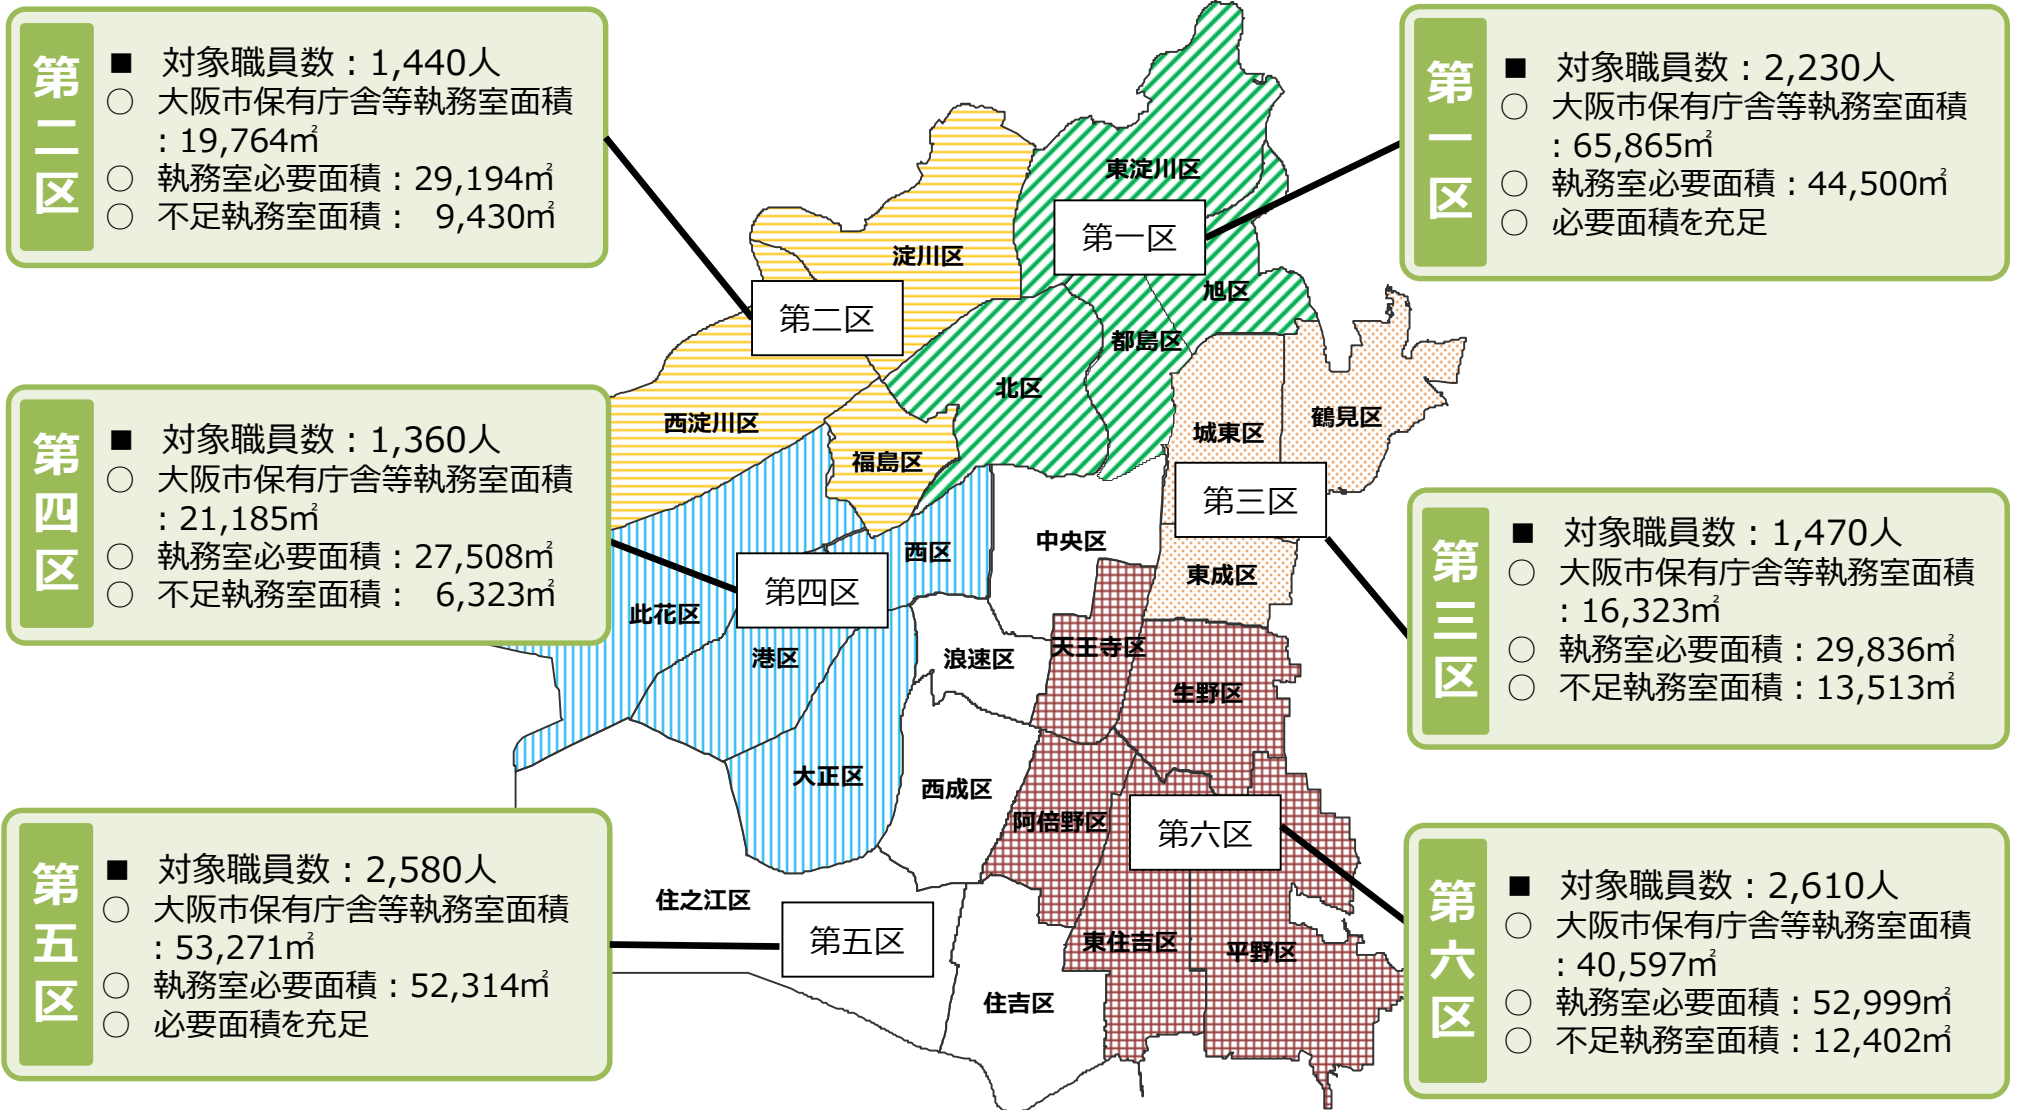 第二区
■ 対象職員数：1,440人
○ 大阪市保有庁舎等執務室面積
：19,764㎡
○ 執務室必要面積：29,194㎡
○ 不足執務室面積： 9,430㎡
第一区
■ 対象職員数：2,230人
○ 大阪市保有庁舎等執務室面積
：65,865㎡
○ 執務室必要面積：44,500㎡
○ 必要面積を充足
第四区
■ 対象職員数：1,360人
○ 大阪市保有庁舎等執務室面積
：21,185㎡
○ 執務室必要面積：27,508㎡
○ 不足執務室面積： 6,323㎡
第三区
■ 対象職員数：1,470人
○ 大阪市保有庁舎等執務室面積
：16,323㎡
○ 執務室必要面積：29,836㎡
○ 不足執務室面積：13,513㎡
第五区
■ 対象職員数：2,580人
○ 大阪市保有庁舎等執務室面積
：53,271㎡
○ 執務室必要面積：52,314㎡
○ 必要面積を充足
第六区
■ 対象職員数：2,610人
○ 大阪市保有庁舎等執務室面積
：40,597㎡
○ 執務室必要面積：52,999㎡
○ 不足執務室面積：12,402㎡
東淀川区
第一区
淀川区
旭区
第二区
都島区
北区
西淀川区
鶴見区
城東区
福島区
第三区
中央区
西区
東成区
第四区
此花区
天王寺区
港区
浪速区
生野区
大正区
西成区
阿倍野区
第六区
住之江区
第五区
東住吉区
平野区
住吉区